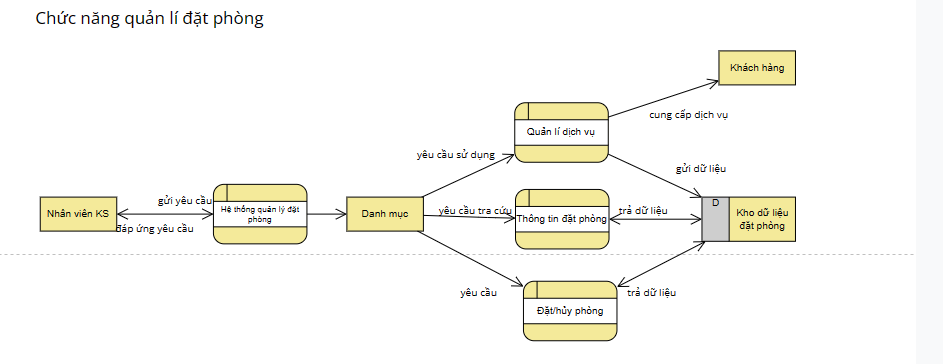 Chức năng quản lí đặt phòng
Khách hàng
cung cấp dịch vụ
Quản lí dịch vụ
yêu cầu sử dụng
gửi dữ liệu
gửi yêu cầu
Nhân viên KS
Hệ thống quản lý đặt
phòng
Danh mục
yêu cầu tra cứu
Thông tin đặt phòng
trả dữ liệu
D
Kho dữ liệu
đặt phòng
đáp ứng yêu cầu
yêu cầu
trả dữ liệu
Đặt/hủy phòng